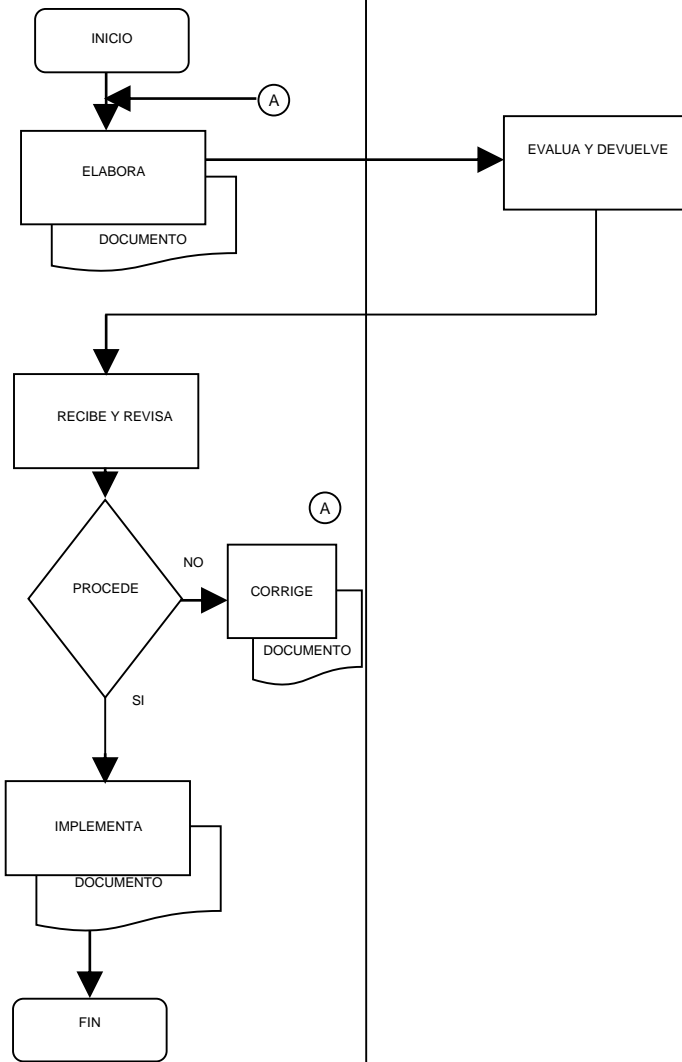 INICIO
A
ELABORA
EVALUA Y DEVUELVE
DOCUMENTO
RECIBE Y REVISA
A
NO
PROCEDE
CORRIGE
DOCUMENTO
SI
IMPLEMENTA
DOCUMENTO
FIN